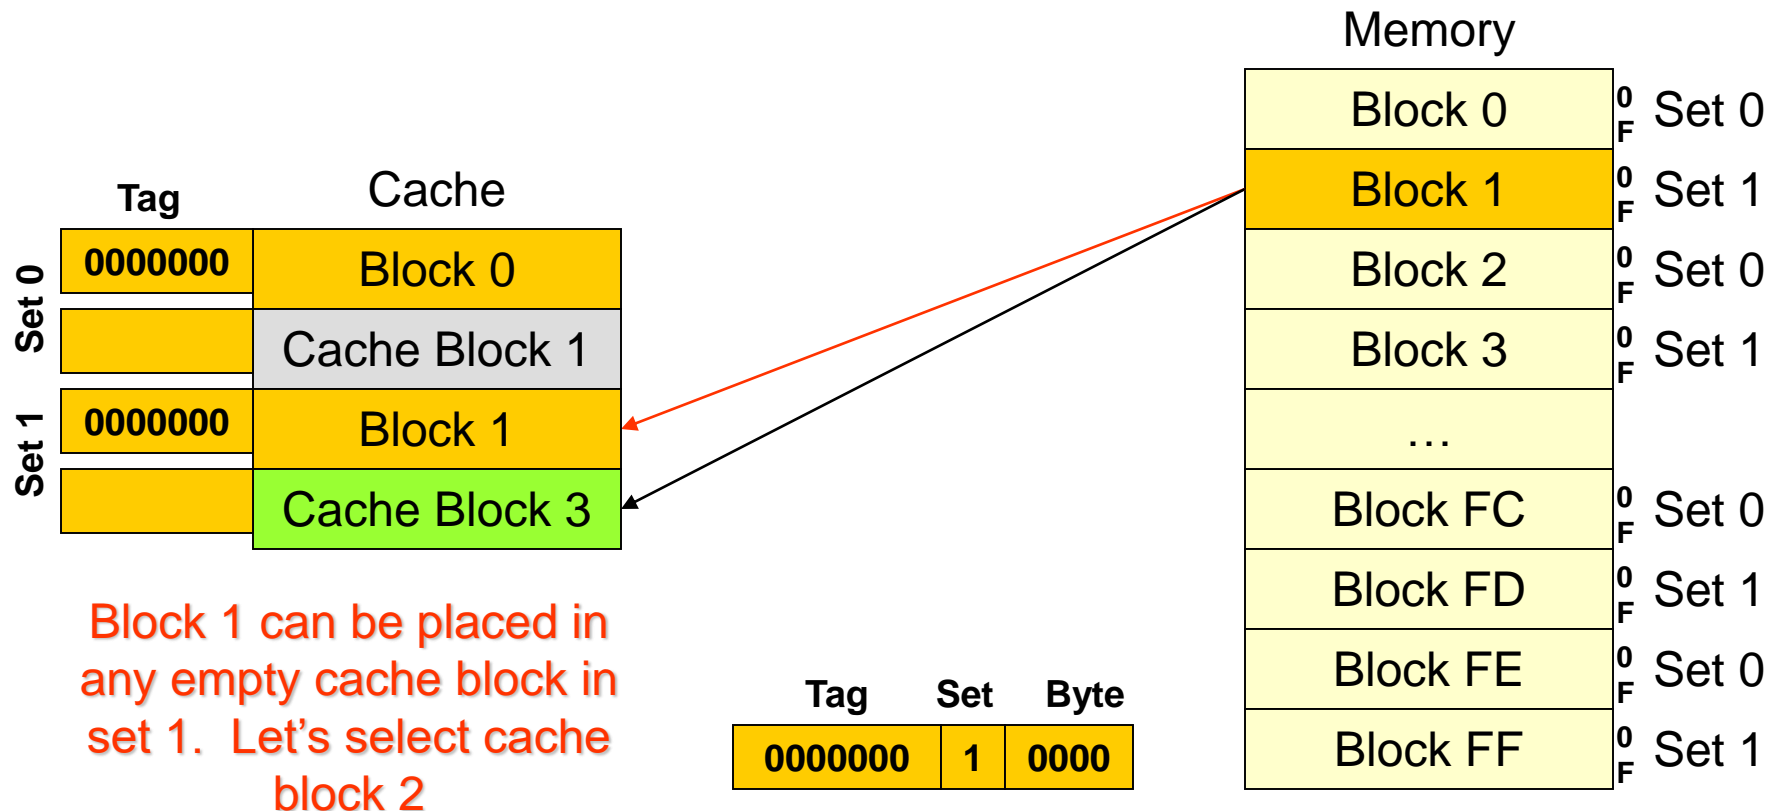 Memory
Block 0 0 F Set 0
Block 1 0 F Set 1
Block 2 0 F Set 0
Block 3 0 F Set 1
…
Block FC 0 F Set 0
Block FD 0 F Set 1
Block FE 0 F Set 0
Block FF 0 F Set 1
Tag Cache
Set 0
0000000 Block 0
Cache Block 1
Set 1
0000000 Block 1
Cache Block 3
Block 1 can be placed in
any empty cache block in
set 1. Let's select cache
block 2
Tag Set Byte
0000000 1 0000